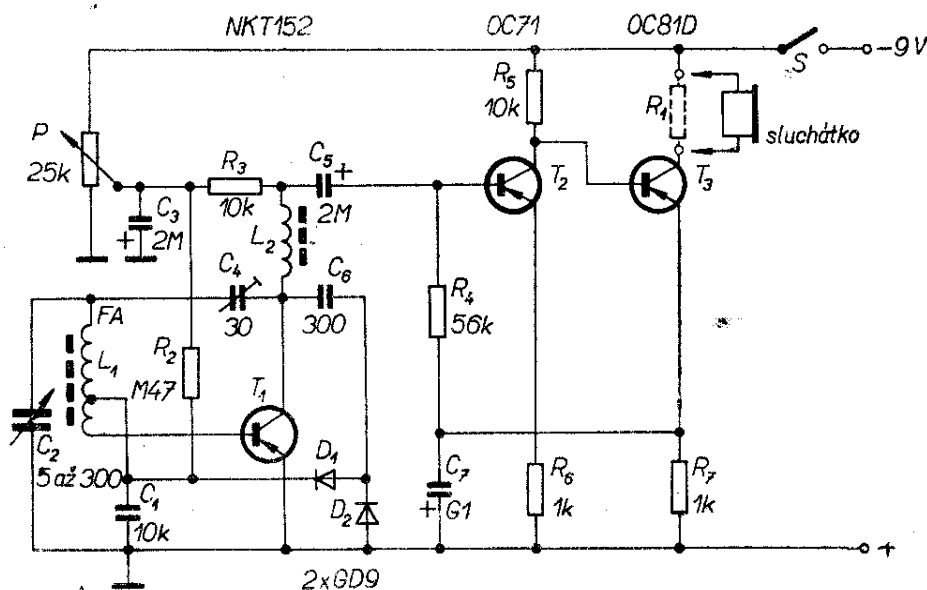 NKT152
OC71
OC81D
-9V
S
R5
10k
R1
sluchátko
P
25k
R3
10k
C5
+
2M
T2
T3
C3
+
2M
L2
C4
30
C6
300
R4
56k
FA
L1
R2
M47
T1
C2
5 až 300
D1
D2
C1
10k
C7
+
G1
R6
1k
R7
1k
+
2xGD9